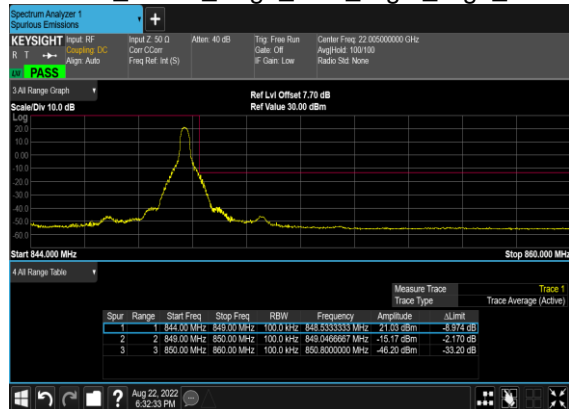 Spectrum Analyzer 1
Spurious Emissions
KEYSIGHT
R T
LW PASS
Input: RF
Coupling: DC
Align: Auto
Input Z: 50 Ω
Corr CCorr
Freq Ref: Int (S)
Atten: 40 dB
Trig: Free Run
Gate: Off
IF Gain: Low
Center Freq: 22.005000000 GHz
Avg|Hold: 100/100
Radio Std: None
3 All Range Graph
Scale/Div 10.0 dB
Ref Lvl Offset 7.70 dB
Ref Value 30.00 dBm
Log
20.0
10.0
0.00
-10.0
-20.0
-30.0
-40.0
-50.0
-60.0
Start 844.000 MHz
Stop 860.000 MHz
4 All Range Table
Measure Trace Trace 1
Trace Type Trace Average (Active)
Spur Range Start Freq Stop Freq RBW Frequency Amplitude ΔLimit
1 1 844.00 MHz 849.00 MHz 100.0 kHz 848.5333333 MHz 21.03 dBm -8.974 dB
2 2 849.00 MHz 850.00 MHz 100.0 kHz 849.0466667 MHz -15.17 dBm -2.170 dB
3 3 850.00 MHz 860.00 MHz 100.0 kHz 850.8000000 MHz -46.20 dBm -33.20 dB
?
Aug 22, 2022
6:32:33 PM